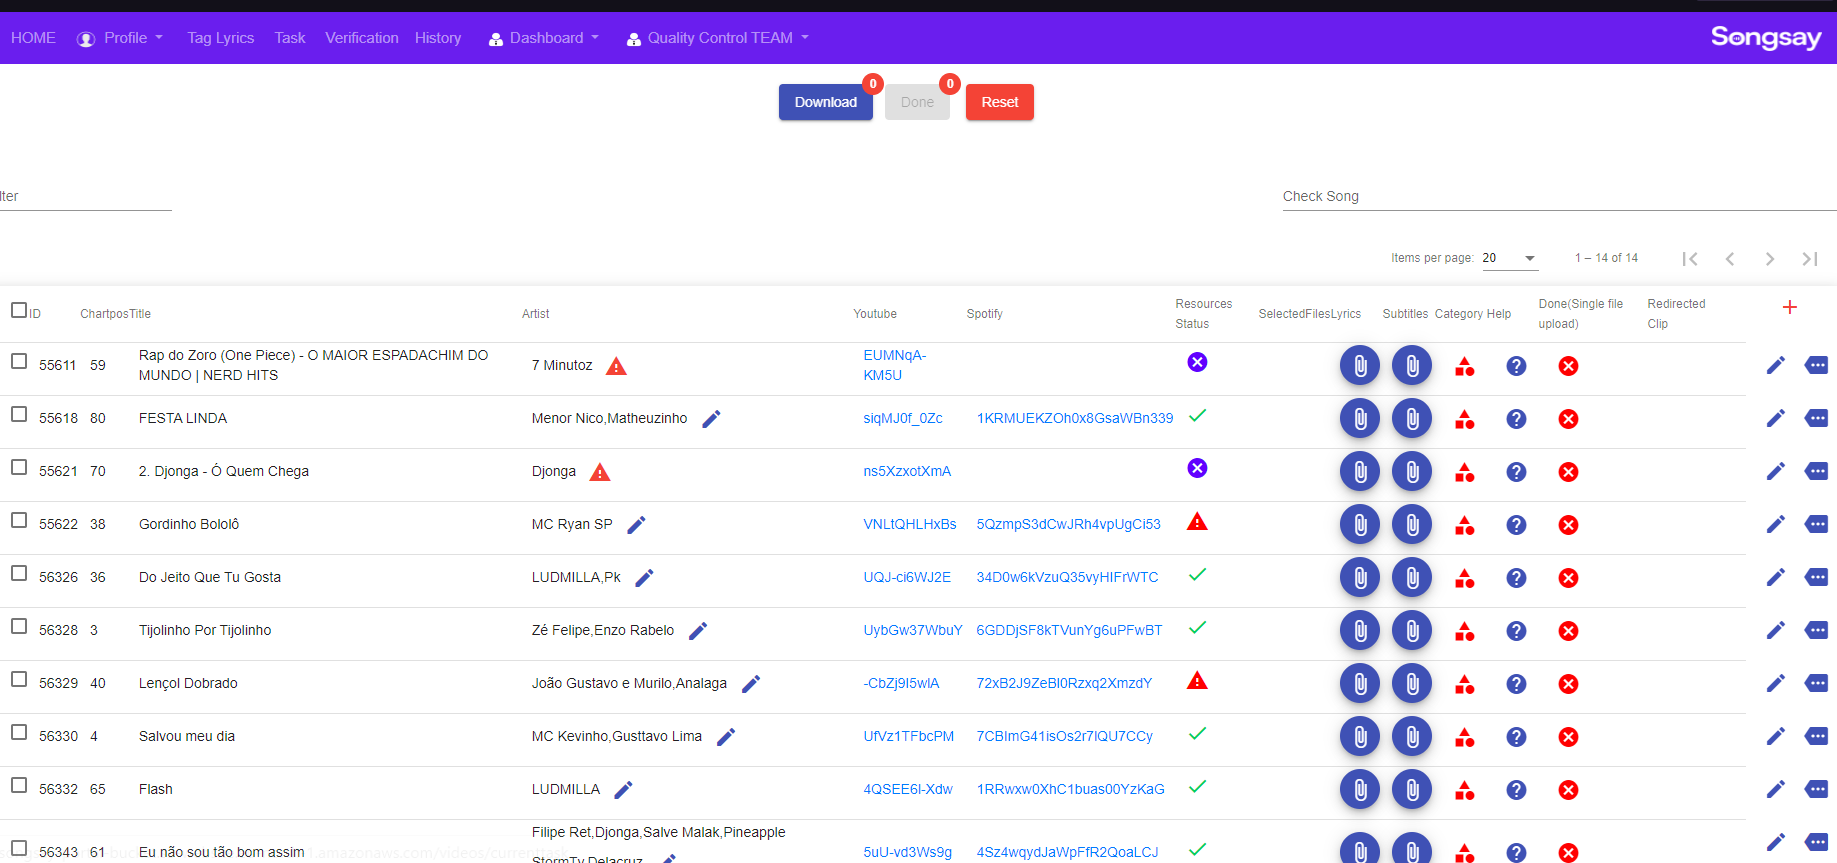 HOME Profile Tag Lyrics Task Verification History Dashboard Quality Control TEAM Songsay
Download 0 Done 0 Reset
lter Check Song
Items per page: 20 1 – 14 of 14
ID ChartposTitle Artist Youtube Spotify Resources Status SelectedFilesLyrics Subtitles Category Help Done(Single file upload) Redirected Clip +
55611 59 Rap do Zoro (One Piece) - O MAIOR ESPADACHIM DO MUNDO | NERD HITS 7 Minutoz EUMNqA-KM5U
55618 80 FESTA LINDA Menor Nico,Matheuzinho siqMJ0f_0Zc 1KRMUEKZOh0x8GsaWBn339
55621 70 2. Djonga - Ó Quem Chega Djonga ns5XzxotXmA
55622 38 Gordinho Bololô MC Ryan SP VNLtQHLHxBs 5QzmpS3dCwJRh4vpUgCi53
56326 36 Do Jeito Que Tu Gosta LUDMILLA,Pk UQJ-ci6WJ2E 34D0w6kVzuQ35vyHIFrWTC
56328 3 Tijolinho Por Tijolinho Zé Felipe,Enzo Rabelo UybGw37WbuY 6GDDjSF8kTVunYg6uPFwBT
56329 40 Lençol Dobrado João Gustavo e Murilo,Analaga -CbZj9I5wlA 72xB2J9ZeBl0Rzxq2XmzdY
56330 4 Salvou meu dia MC Kevinho,Gusttavo Lima UfVz1TFbcPM 7CBImG41isOs2r7IQU7CCy
56332 65 Flash LUDMILLA 4QSEE6I-Xdw 1RRwxw0XhC1buas00YzKaG
56343 61 Eu não sou tão bom assim Filipe Ret,Djonga,Salve Malak,Pineapple StormTv,Delacruz 5uU-vd3Ws9g 4Sz4wqydJaWpFfR2QoaLCJ